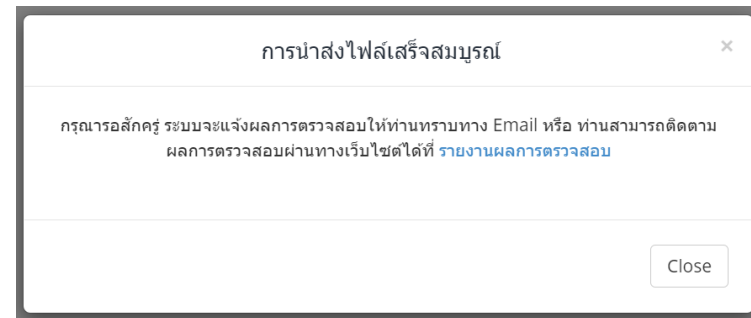 การนำส่งไฟล์เสร็จสมบูรณ์
×
กรุณารอสักครู่ ระบบจะแจ้งผลการตรวจสอบให้ท่านทราบทาง Email หรือ ท่านสามารถติดตาม
ผลการตรวจสอบผ่านทางเว็บไซต์ได้ที่ รายงานผลการตรวจสอบ
Close